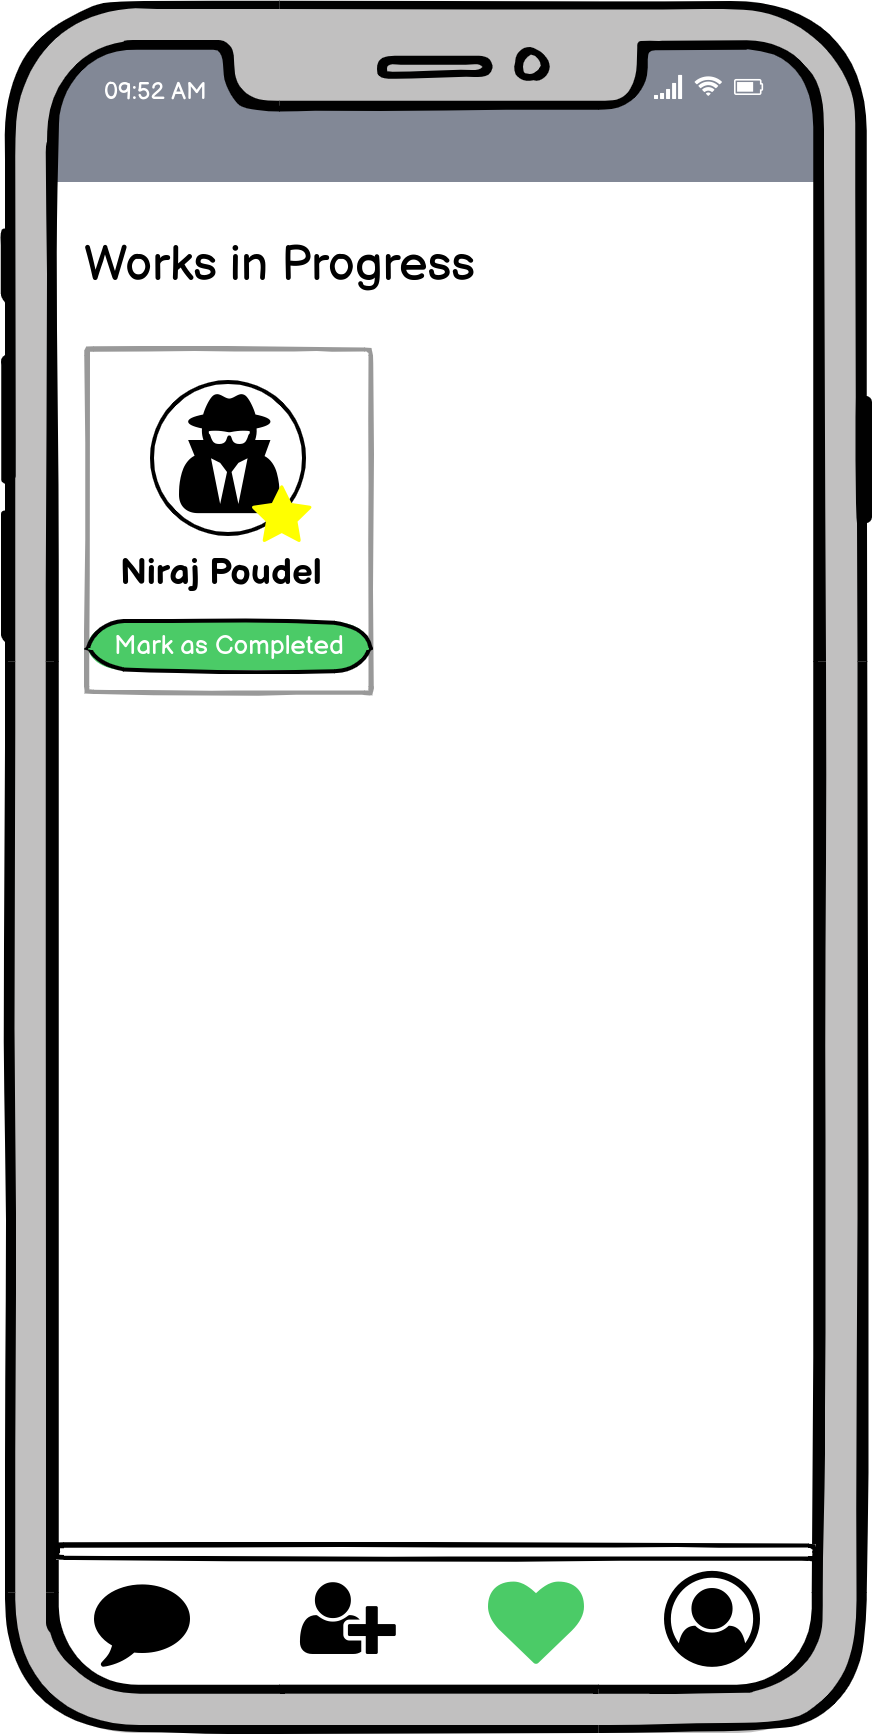 09:52 AM
Works in Progress
Niraj Poudel
Mark as Completed